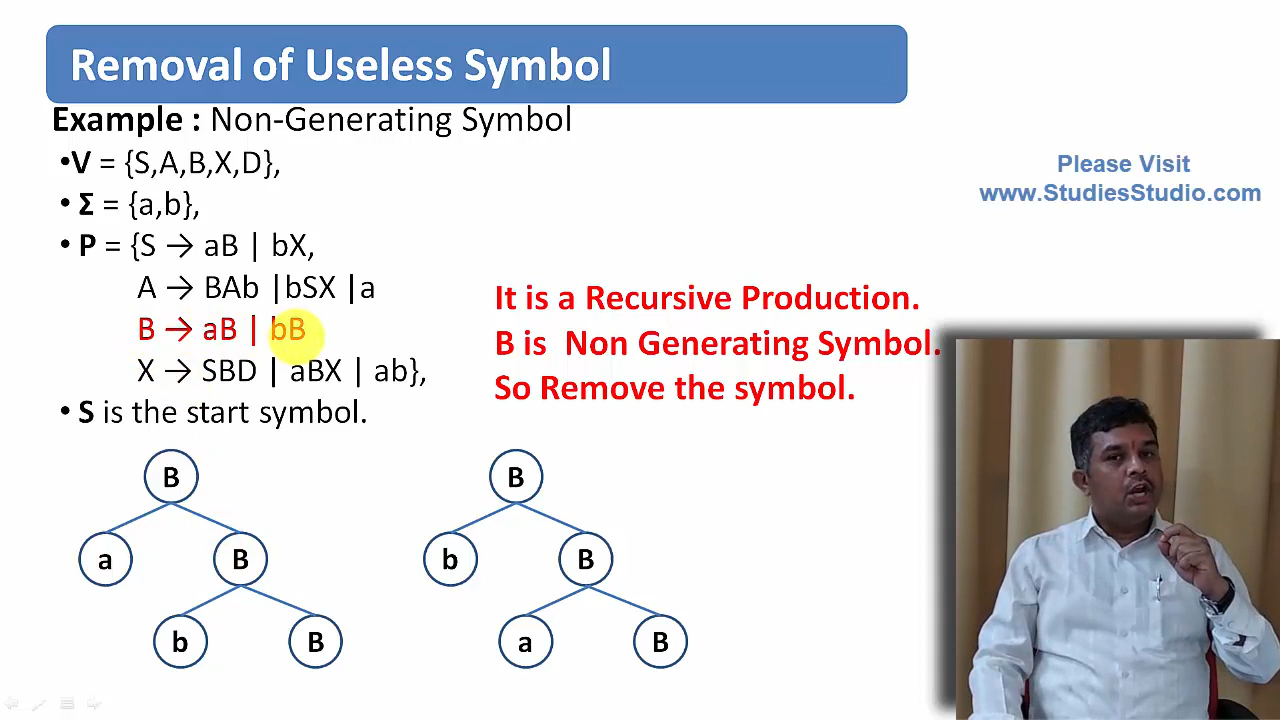 Removal of Useless Symbol
Example : Non-Generating Symbol
•V = {S,A,B,X,D},
• Σ = {a,b},
• P = {S → aB | bX,
A → BAb |bSX |a
B → aB | bB
X → SBD | aBX | ab},
• S is the start symbol.
Please Visit
www.StudiesStudio.com
It is a Recursive Production.
B is Non Generating Symbol.
So Remove the symbol.
B
a B
b B
B
b B
a B